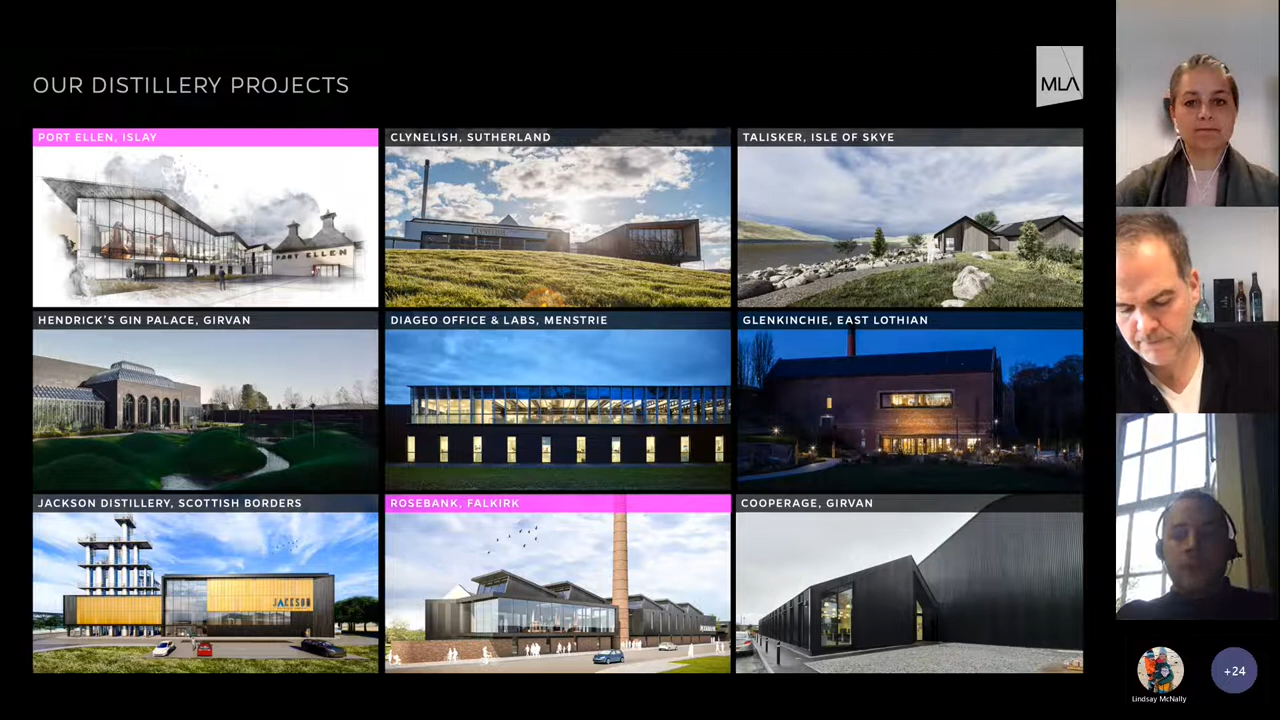 OUR DISTILLERY PROJECTS
MLA
PORT ELLEN, ISLAY
CLYNELISH, SUTHERLAND
TALISKER, ISLE OF SKYE
PORT ELLEN
CLYNELISH
HENDRICK'S GIN PALACE, GIRVAN
DIAGEO OFFICE & LABS, MENSTRIE
GLENKINCHIE, EAST LOTHIAN
JACKSON DISTILLERY, SCOTTISH BORDERS
ROSEBANK, FALKIRK
COOPERAGE, GIRVAN
JACKSON
+24
Lindsay McNally